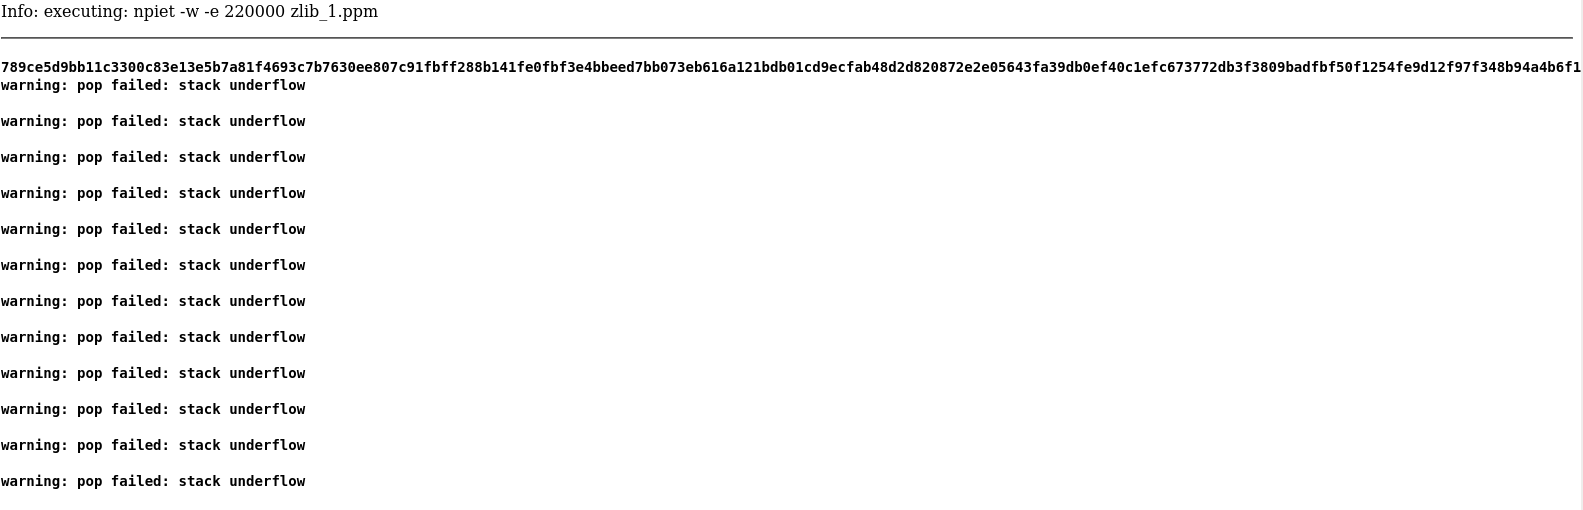 Info: executing: npiet -w -e 220000 zlib_1.ppm
789ce5d9bb11c3300c83e13e5b7a81f4693c7b7630ee807c91fbff288b141fe0fbf3e4bbeed7bb073eb616a121bdb01cd9ecfab48d2d820872e2e05643fa39db0ef40c1efc673772db3f3809badfbf50f1254fe9d12f97f348b94a4b6f1
warning: pop failed: stack underflow
warning: pop failed: stack underflow
warning: pop failed: stack underflow
warning: pop failed: stack underflow
warning: pop failed: stack underflow
warning: pop failed: stack underflow
warning: pop failed: stack underflow
warning: pop failed: stack underflow
warning: pop failed: stack underflow
warning: pop failed: stack underflow
warning: pop failed: stack underflow
warning: pop failed: stack underflow